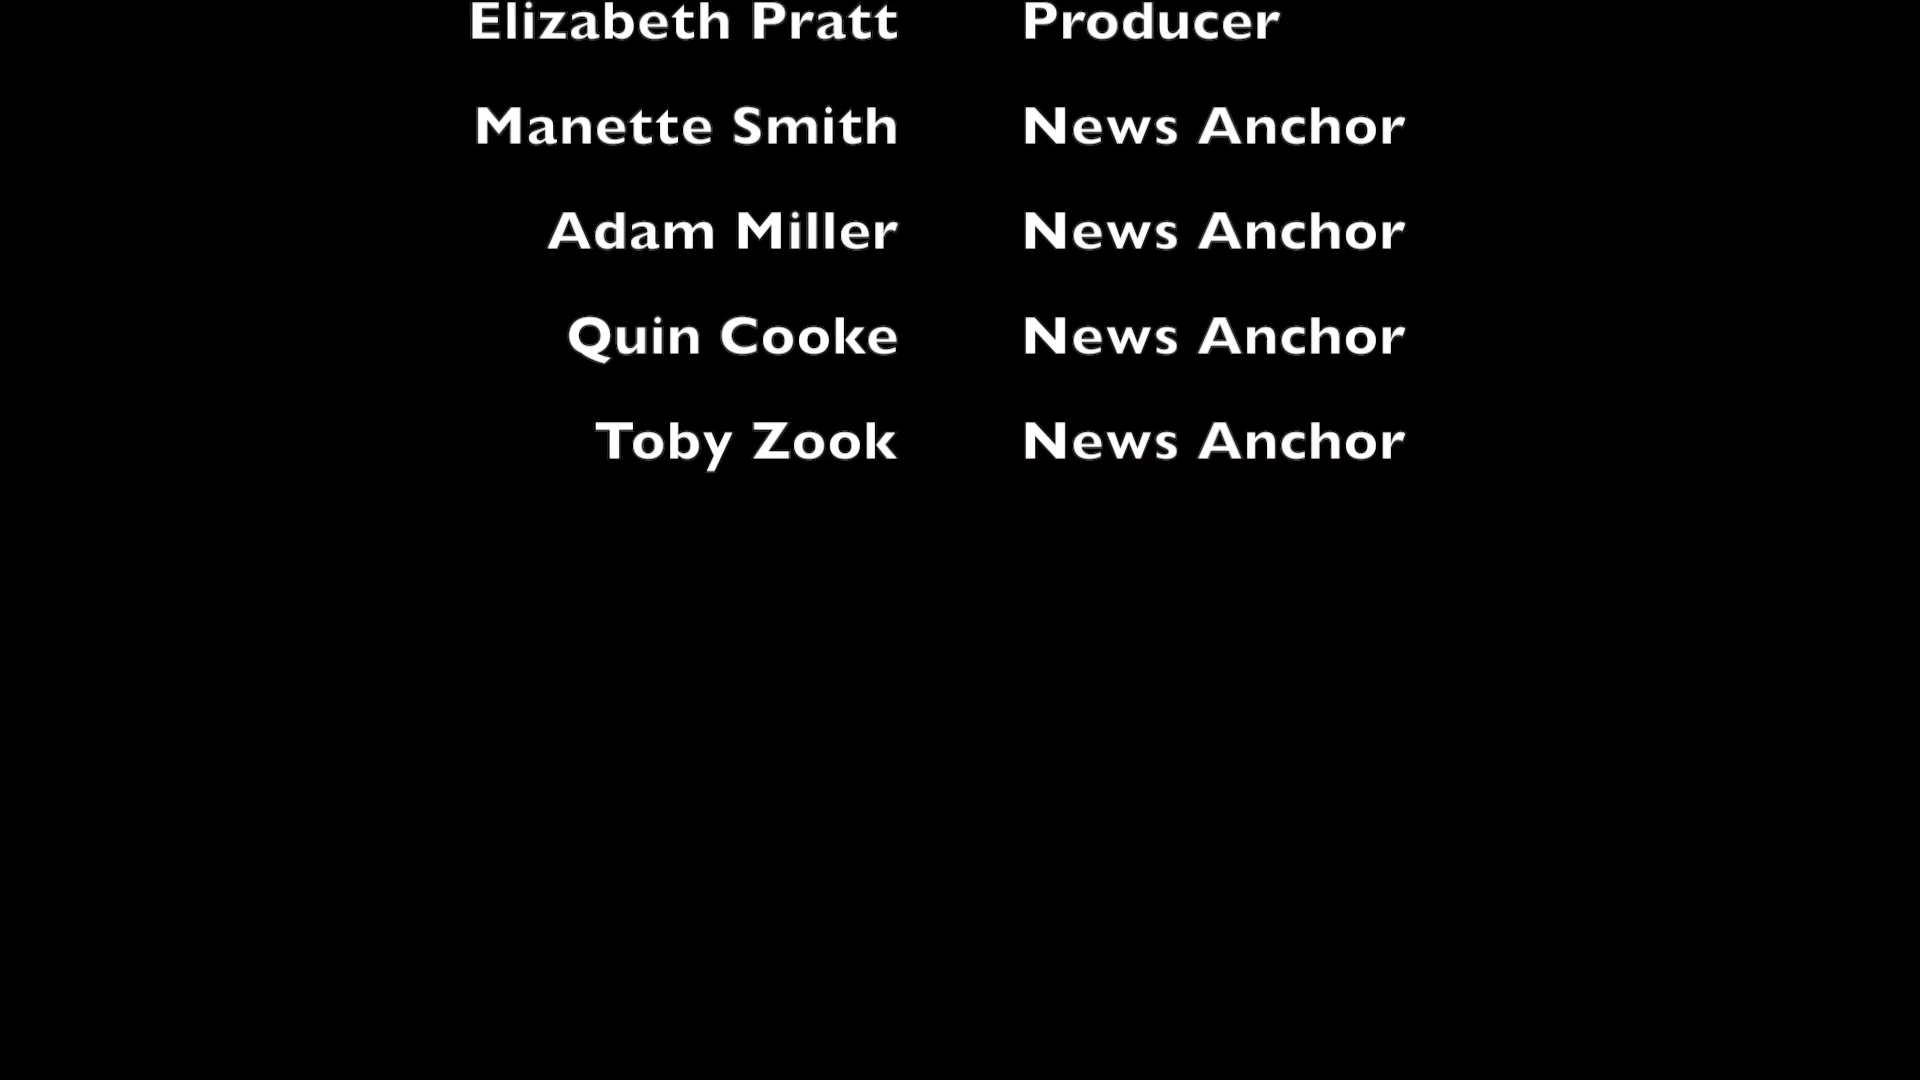 Elizabeth Pratt Producer
Manette Smith News Anchor
Adam Miller News Anchor
Quin Cooke News Anchor
Toby Zook News Anchor